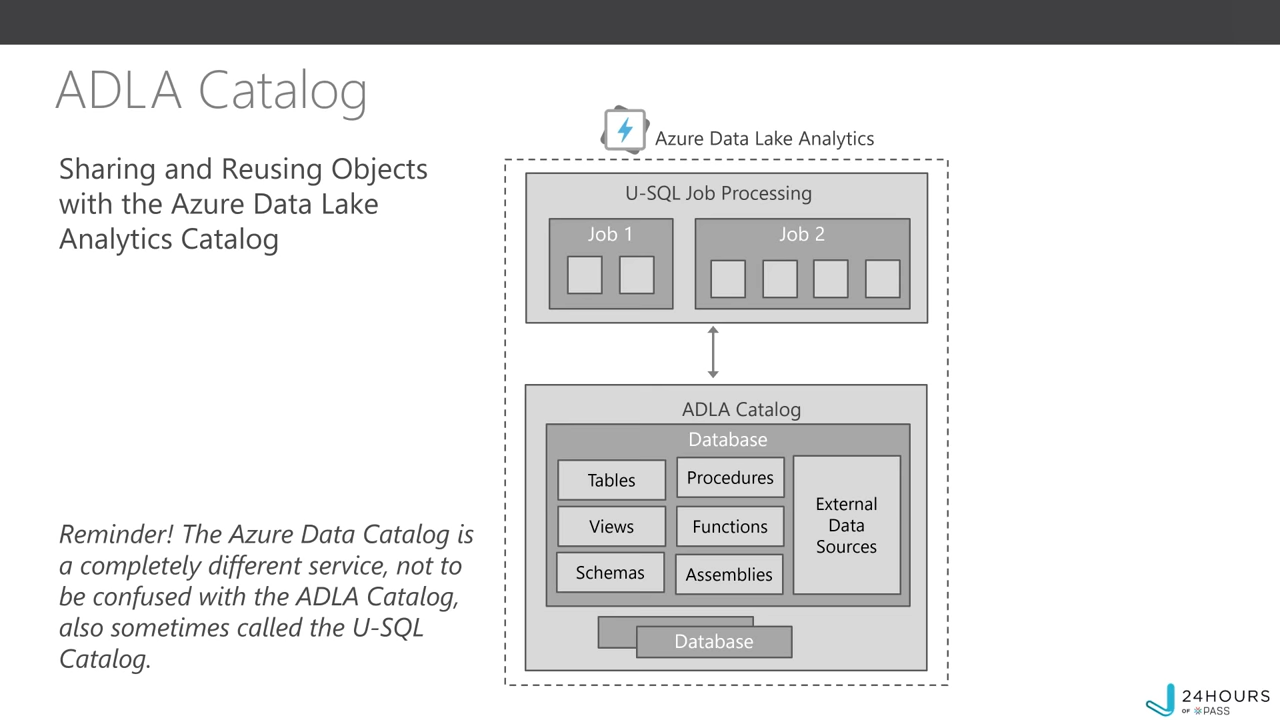 ADLA Catalog
Sharing and Reusing Objects
with the Azure Data Lake
Analytics Catalog
Reminder! The Azure Data Catalog is
a completely different service, not to
be confused with the ADLA Catalog,
also sometimes called the U-SQL
Catalog.
Azure Data Lake Analytics
U-SQL Job Processing
Job 1
Job 2
ADLA Catalog
Database
Tables
Procedures
Views
Functions
Schemas
Assemblies
External
Data
Sources
Database
24HOURS
OF PASS